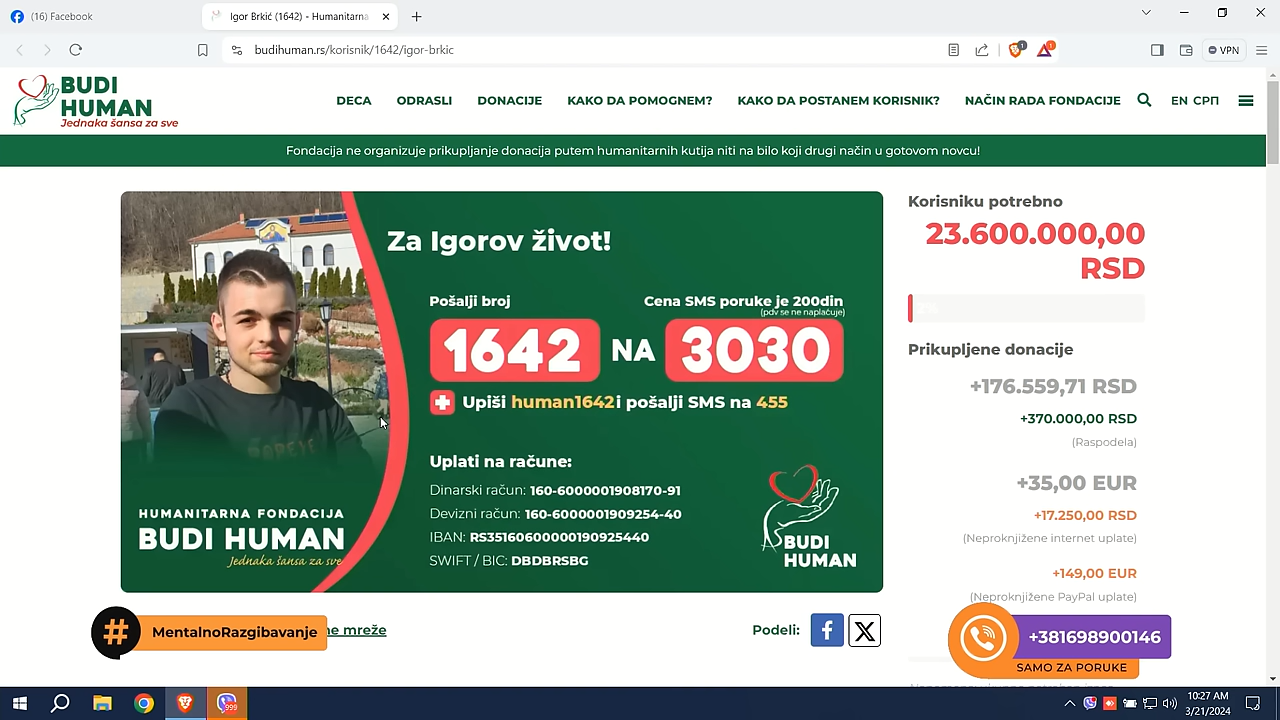 (16) Facebook
Igor Brkić (1642) - Humanitarna
budihuman.rs/korisnik/1642/igor-brkic
VPN
BUDI
HUMAN
Jednaka šansa za sve
DECA
ODRASLI
DONACIJE
KAKO DA POMOGNEM?
KAKO DA POSTANEM KORISNIK?
NAČIN RADA FONDACIJE
EN СРП
Fondacija ne organizuje prikupljanje donacija putem humanitarnih kutija niti na bilo koji drugi način u gotovom novcu!
Za Igorov život!
Pošalji broj
Cena SMS poruke je 200din
(pdv se ne naplaćuje)
1642 NA 3030
Upiši human1642 i pošalji SMS na 455
Uplati na račune:
Dinarski račun: 160-6000001908170-91
Devizni račun: 160-6000001909254-40
IBAN: RS35160600000190925440
SWIFT / BIC: DBDBRSBG
POPEYE
HUMANITARNA FONDACIJA
BUDI HUMAN
Jednaka šansa za sve
BUDI
HUMAN
Korisniku potrebno
23.600.000,00
RSD
Prikupljene donacije
+176.559,71 RSD
+370.000,00 RSD
(Raspodela)
+35,00 EUR
+17.250,00 RSD
(Neproknjižene internet uplate)
+149,00 EUR
(Neproknjižene PayPal uplate)
# MentalnoRazgibavanje
mreže
Podeli:
+381698900146
SAMO ZA PORUKE
999
10:27 AM
3/21/2024